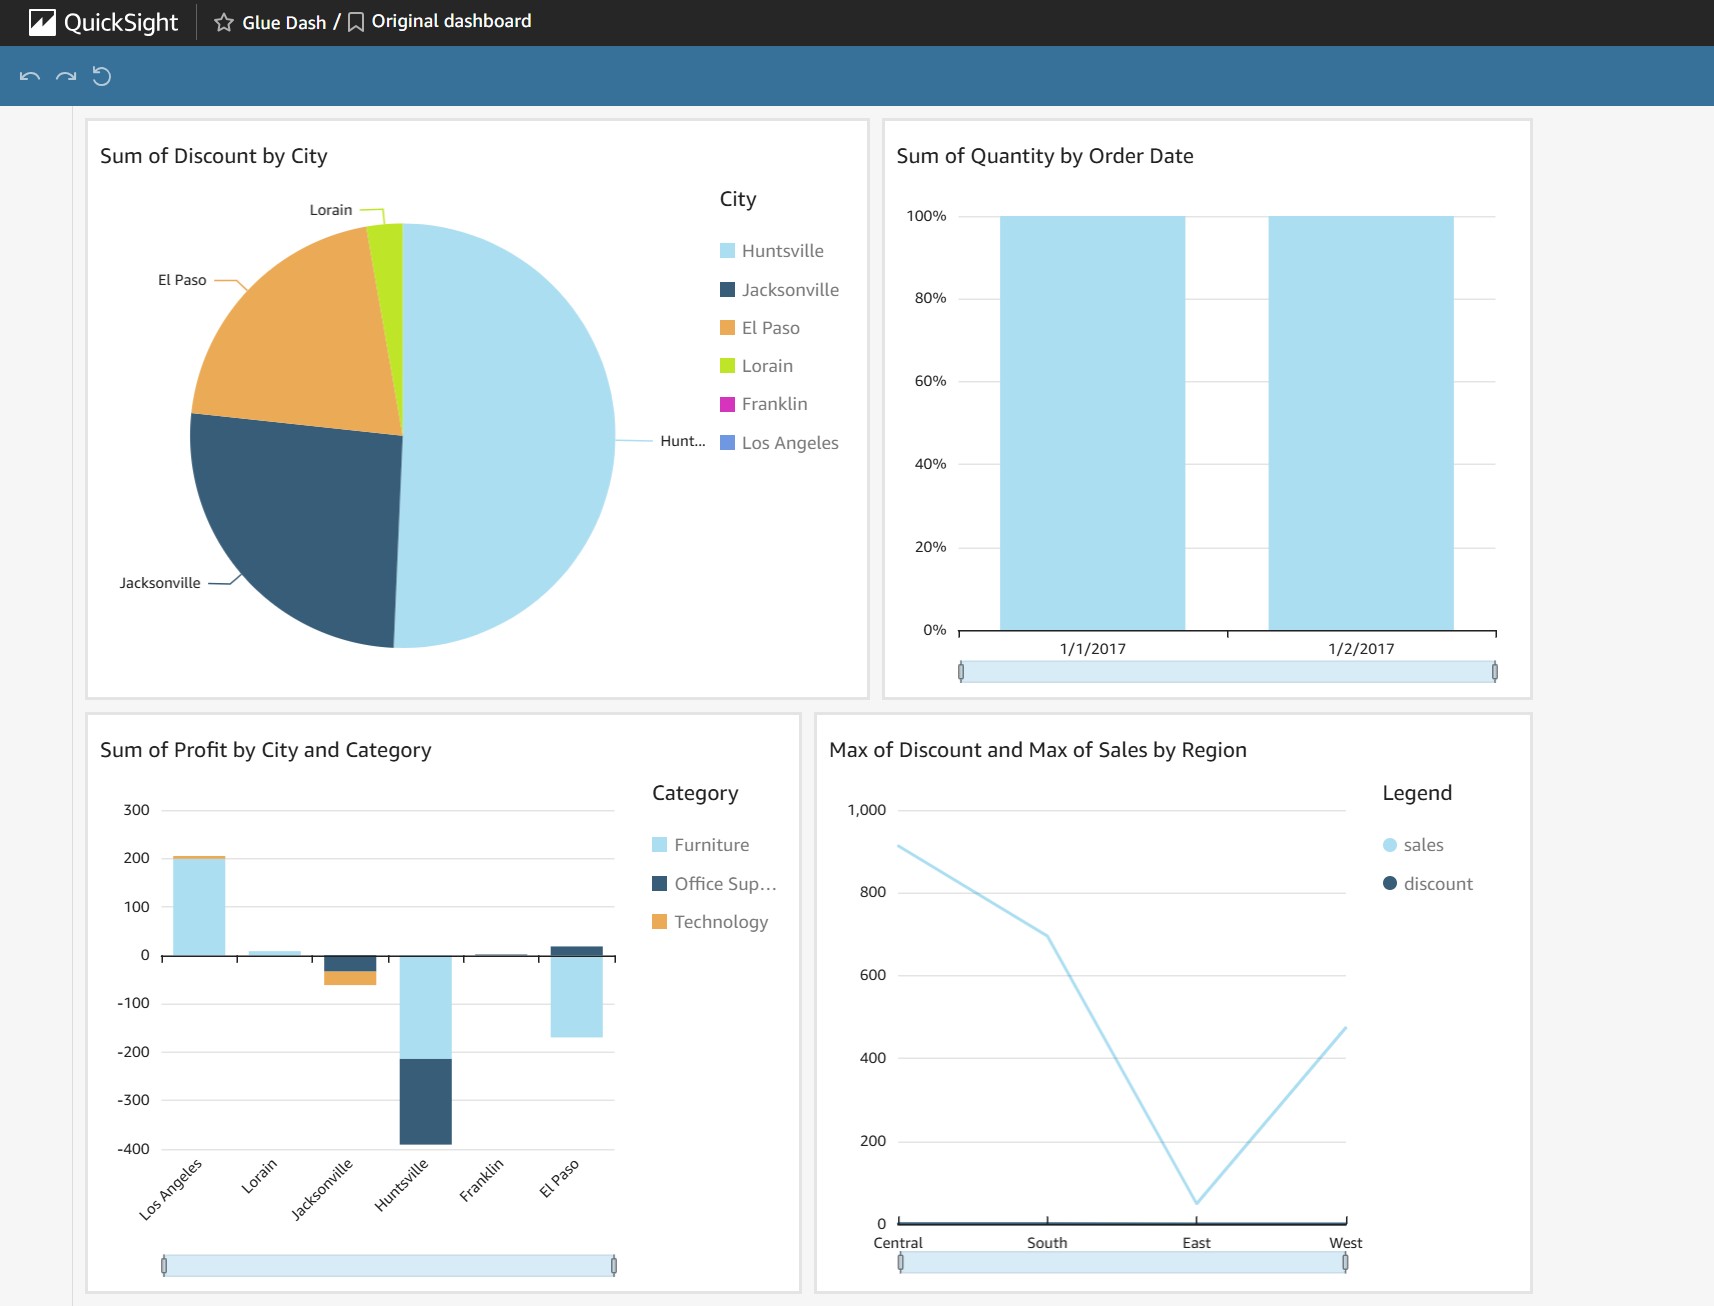 QuickSight Glue Dash / Original dashboard
Sum of Discount by City
City
Huntsville
Jacksonville
El Paso
Lorain
Franklin
Los Angeles
Lorain
El Paso
Hunt...
Jacksonville
Sum of Quantity by Order Date
100%
80%
60%
40%
20%
0%
1/1/2017 1/2/2017
Sum of Profit by City and Category
Category
Furniture
Office Sup...
Technology
300
200
100
0
-100
-200
-300
-400
Los Angeles
Lorain
Jacksonville
Huntsville
Franklin
El Paso
Max of Discount and Max of Sales by Region
Legend
sales
discount
1,000
800
600
400
200
0
Central South East West